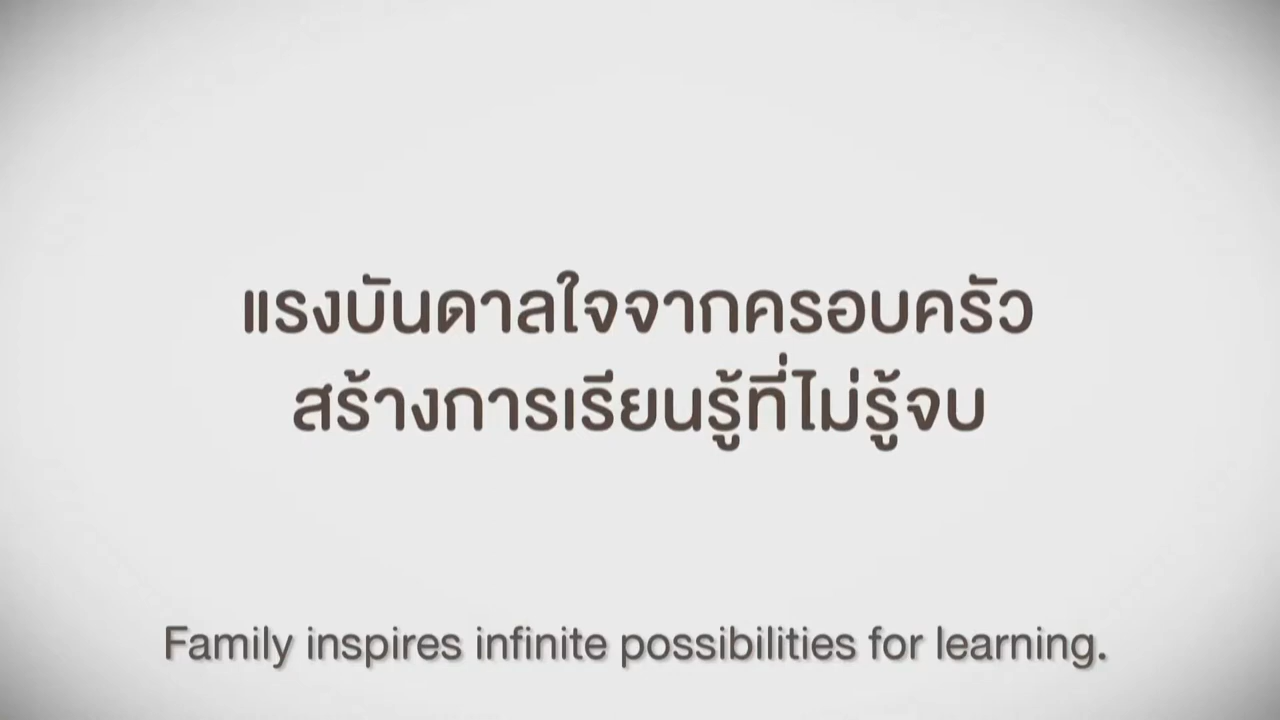 แรงบันดาลใจจากครอบครัว
สร้างการเรียนรู้ที่ไม่รู้จบ
Family inspires infinite possibilities for learning.